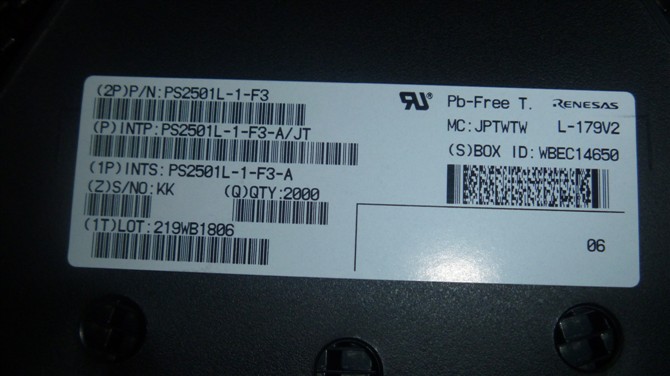 (2P)P/N:PS2501L-1-F3
(P)INTP:PS2501L-1-F3-A/JT
(1P)INTS:PS2501L-1-F3-A
(Z)S/NO:KK (Q)QTY:2000
(1T)LOT:219WB1806
Pb-Free T. RENESAS
MC:JPTWTW L-179V2
(S)BOX ID:WBEC14650
06